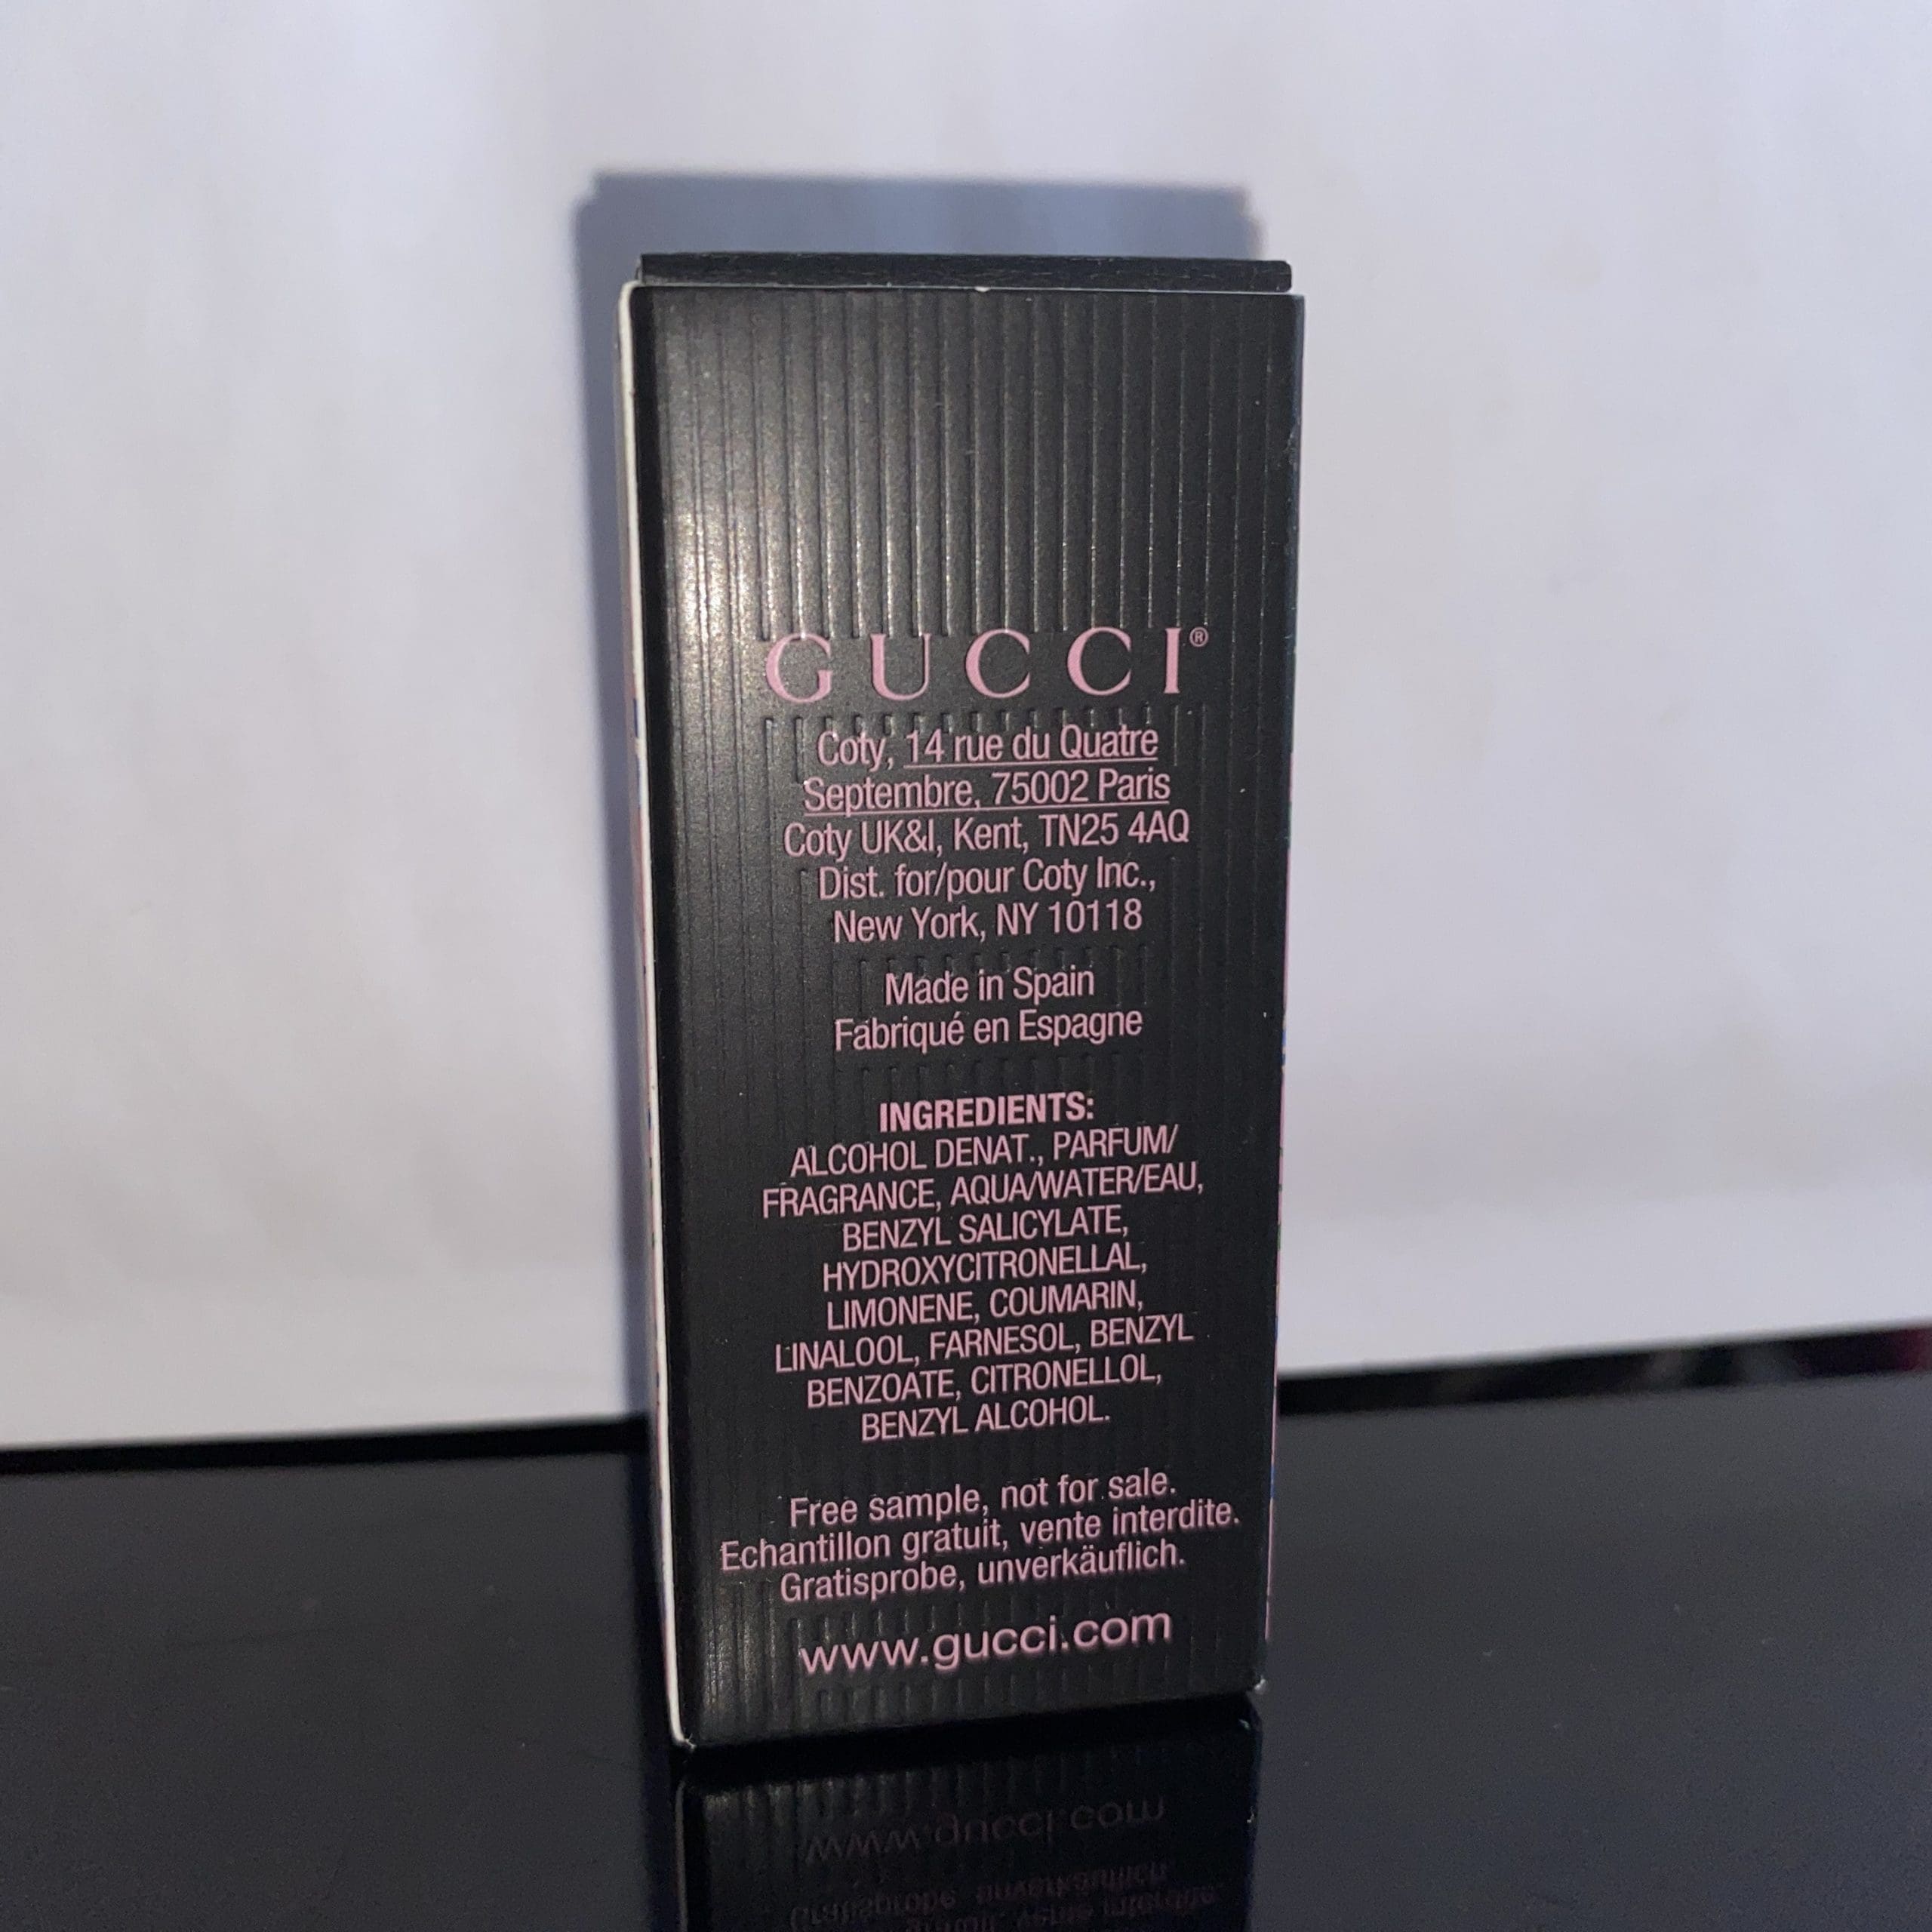 GUCCI®
Coty, 14 rue du Quatre
Septembre, 75002 Paris
Coty UK&I, Kent, TN25 4AQ
Dist. for/pour Coty Inc.,
New York, NY 10118
Made in Spain
Fabriqué en Espagne
INGREDIENTS:
ALCOHOL DENAT., PARFUM/
FRAGRANCE, AQUA/WATER/EAU,
BENZYL SALICYLATE,
HYDROXYCITRONELLAL,
LIMONENE, COUMARIN,
LINALOOL, FARNESOL, BENZYL
BENZOATE, CITRONELLOL,
BENZYL ALCOHOL.
Free sample, not for sale.
Echantillon gratuit, vente interdite.
Gratisprobe, unverkäuflich.
www.gucci.com